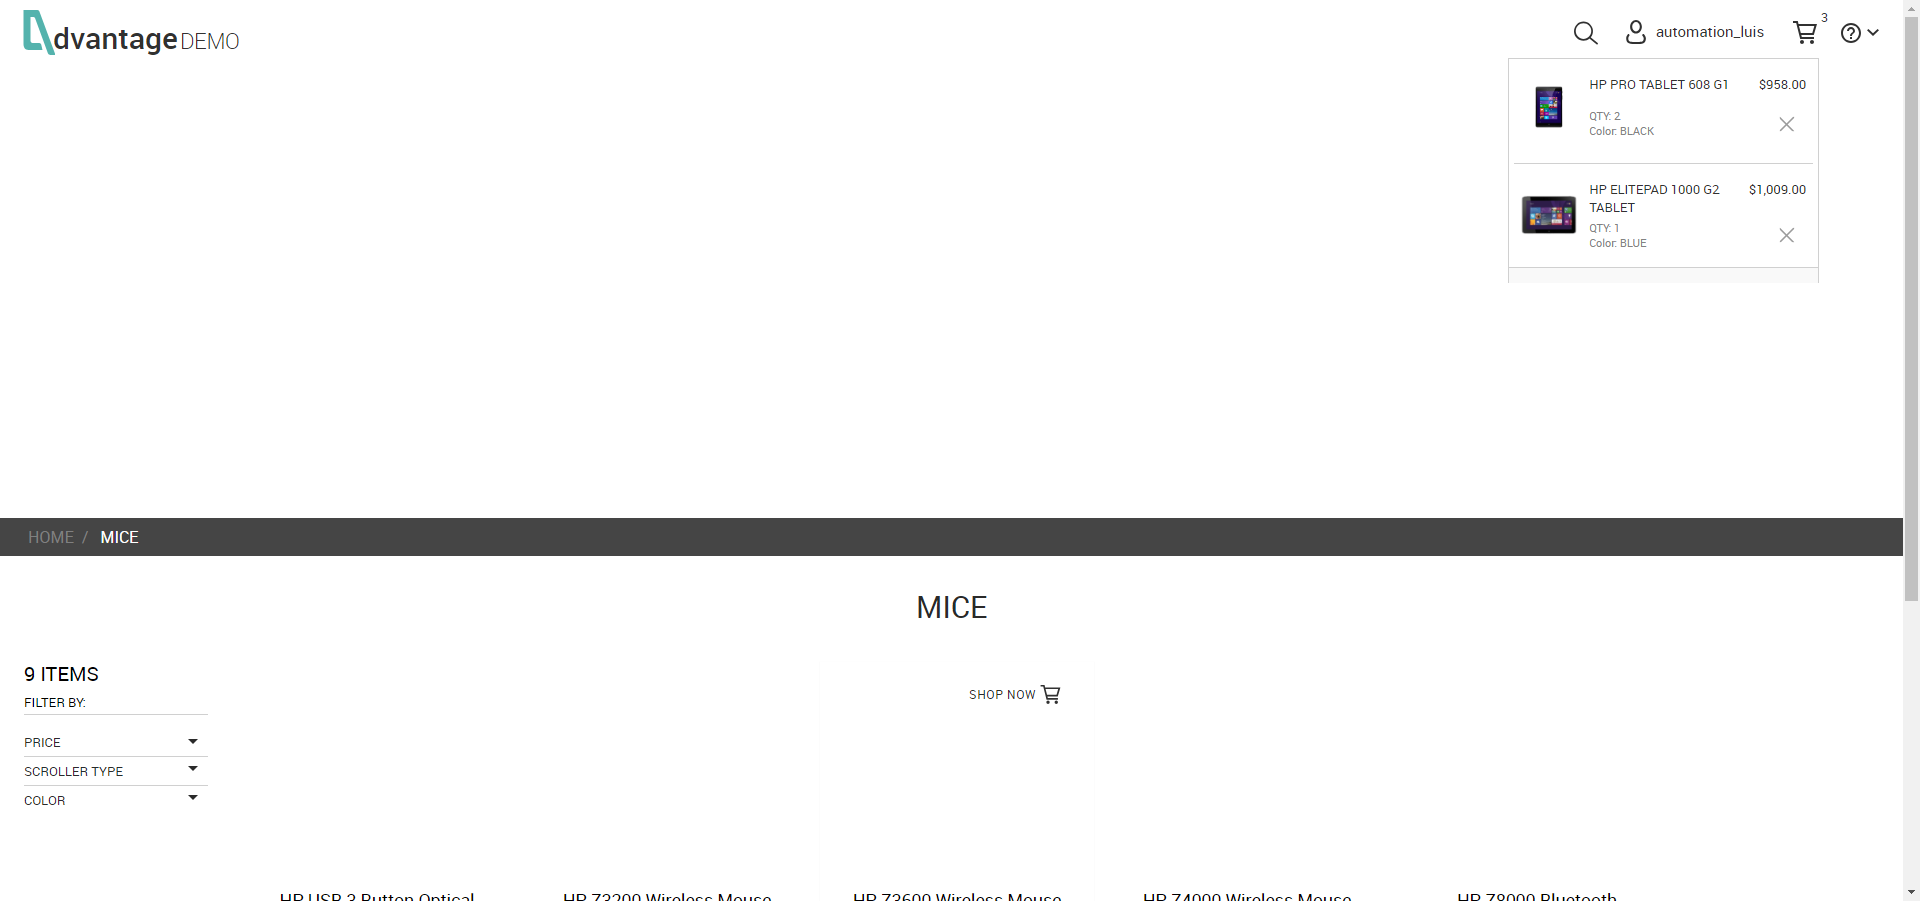 dvantage DEMO
automation_luis
3
HP PRO TABLET 608 G1 $958.00
QTY: 2
Color: BLACK
HP ELITEPAD 1000 G2 $1,009.00
TABLET
QTY: 1
Color: BLUE
HOME / MICE
MICE
9 ITEMS
FILTER BY:
SHOP NOW
PRICE
SCROLLER TYPE
COLOR
HP USB 3 Button Optical HP Z3200 Wireless Mouse HP Z3600 Wireless Mouse HP Z4000 Wireless Mouse HP Z8000 Bluetooth